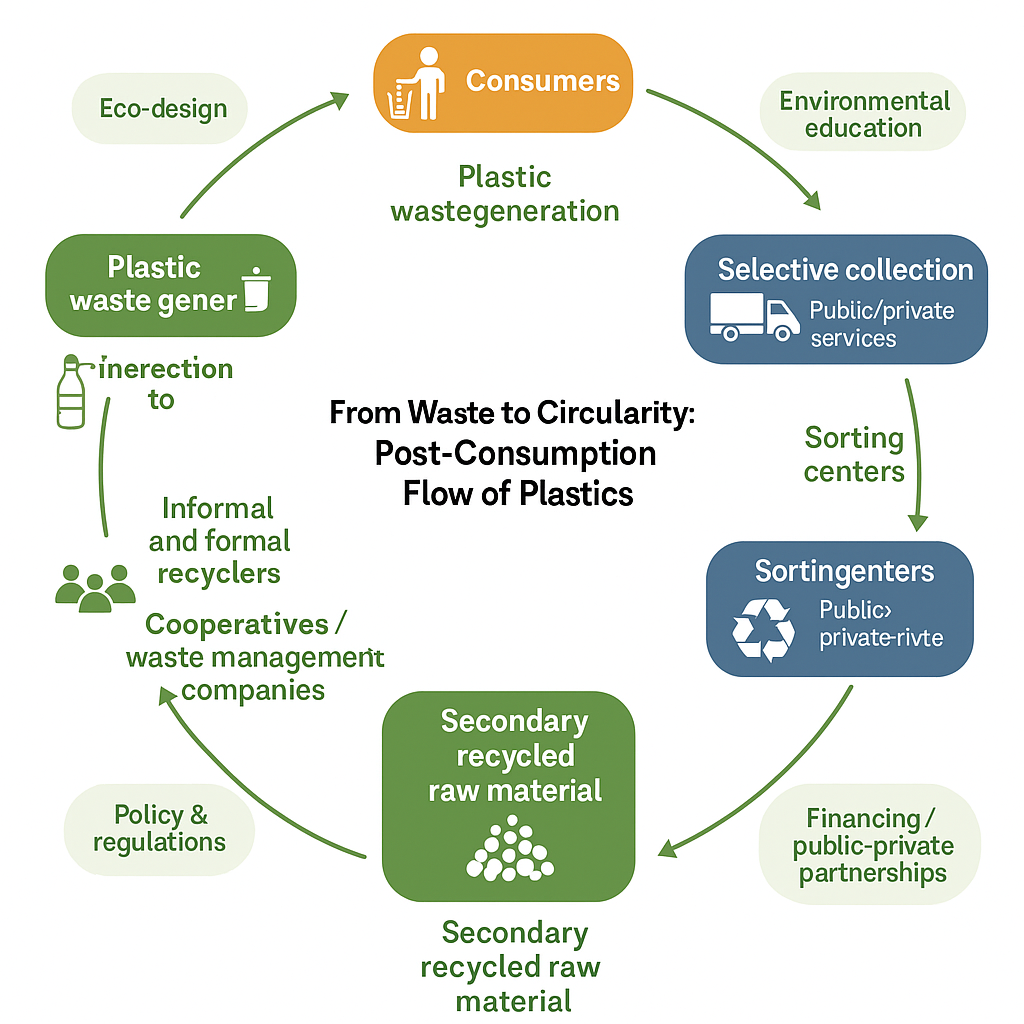 Consumers
Eco-design
Environmental
education
Plastic
wastegeneration
Plastic
waste gener
Selective collection
Public/private
services
inerection
to
From Waste to Circularity:
Post-Consumption
Flow of Plastics
Sorting
centers
Informal
and formal
recyclers
Sortingenters
Public›
private-rivte
Cooperatives /
waste management
companies
Secondary
recycled
raw material
Policy &
regulations
Financing /
public-private
partnerships
Secondary
recycled raw
material